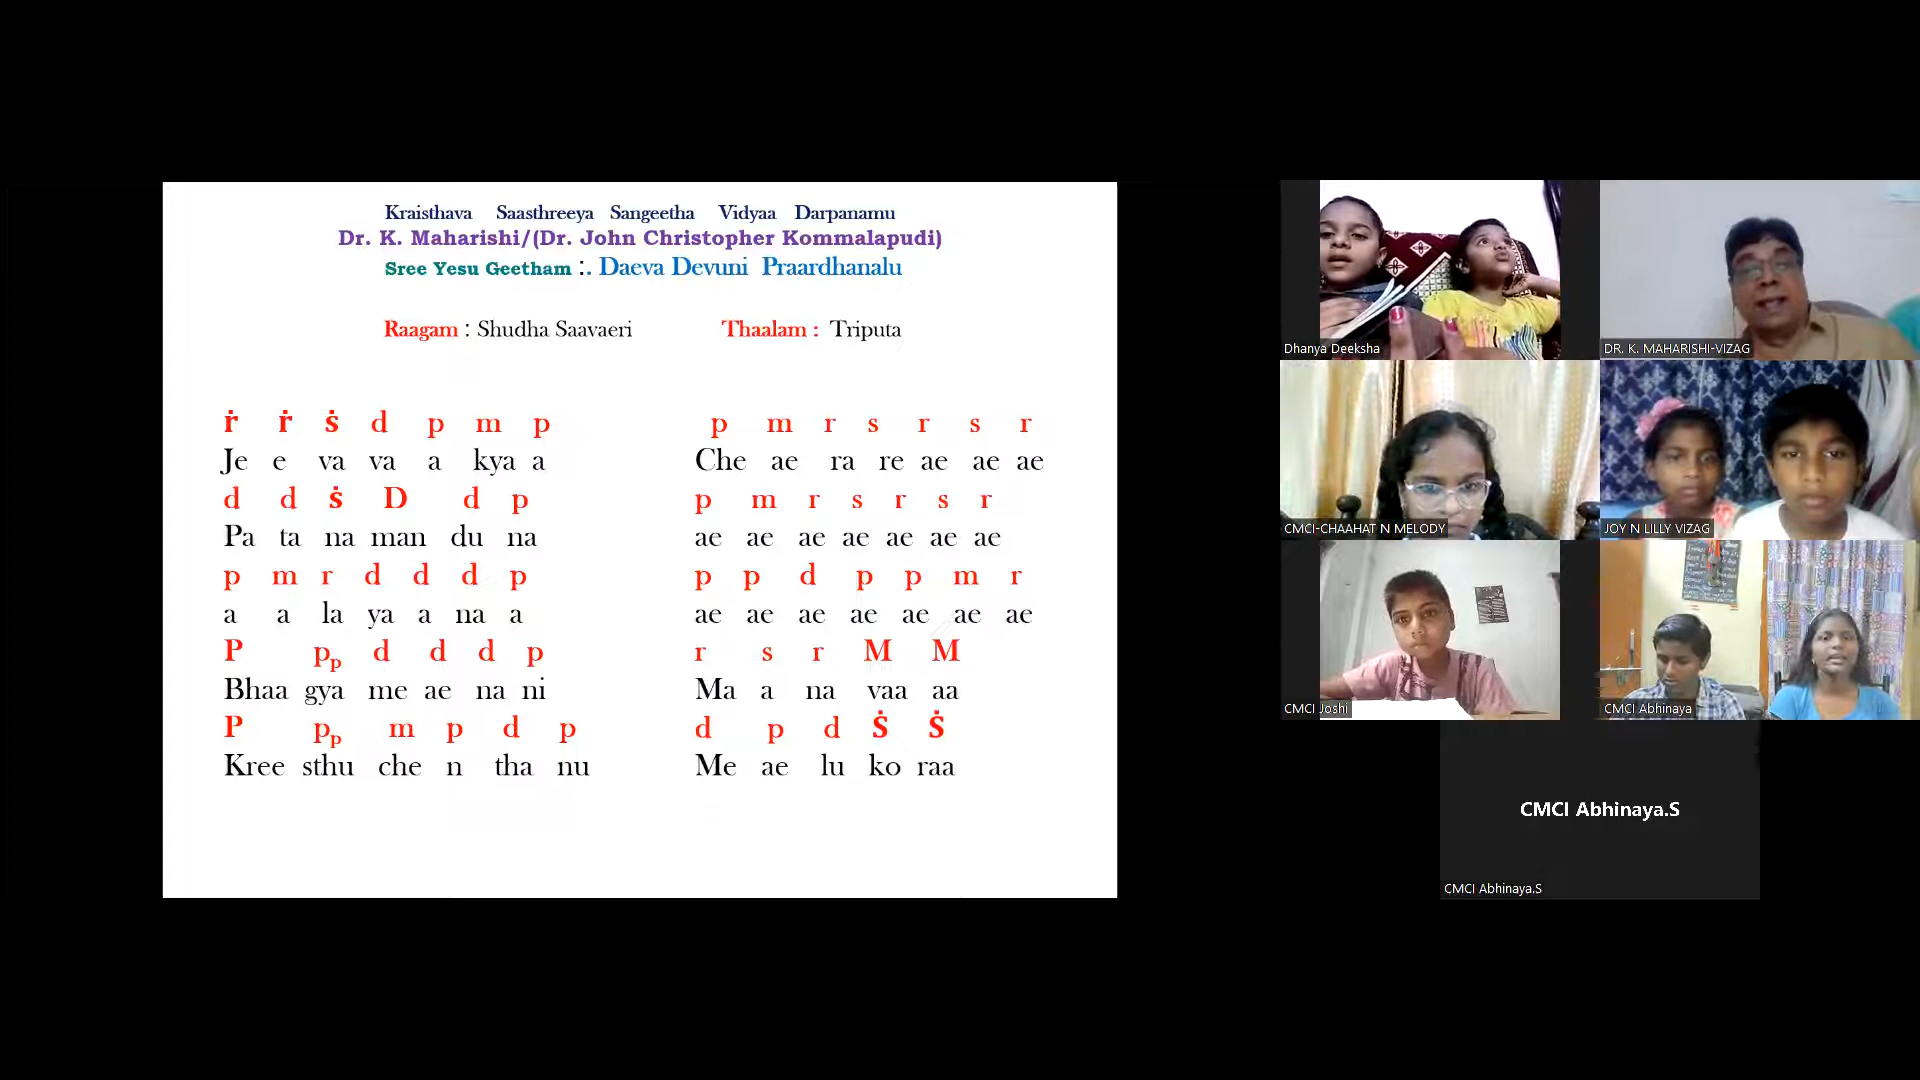 Kraisthava Saasthreeya Sangeetha Vidyaa Darpanamu
Dr. K. Maharishi/(Dr. John Christopher Kommalapudi)
Sree Yesu Geetham :. Daeva Devuni Praardhanalu
Raagam : Shudha Saavaeri Thaalam : Triputa
ṙ ṙ ṡ d p m p
Je e va va a kya a
d d ṡ D d p
Pa ta na man du na
p m r d d d p
a a la ya a na a
P pₚ d d d p
Bhaa gya me ae na ni
P pₚ m p d p
Kree sthu che n tha nu
p m r s r s r
Che ae ra re ae ae ae
p m r s r s r
ae ae ae ae ae ae ae
p p d p p m r
ae ae ae ae ae ae ae
r s r M M
Ma a na vaa aa
d p d Ṡ Ṡ
Me ae lu ko raa
Dhanya Deeksha
DR. K. MAHARISHI-VIZAG
CMCI-CHAAHAT N MELODY
JOY N LILLY VIZAG
CMCI Joshi
CMCI Abhinaya
CMCI Abhinaya.S
CMCI Abhinaya.S